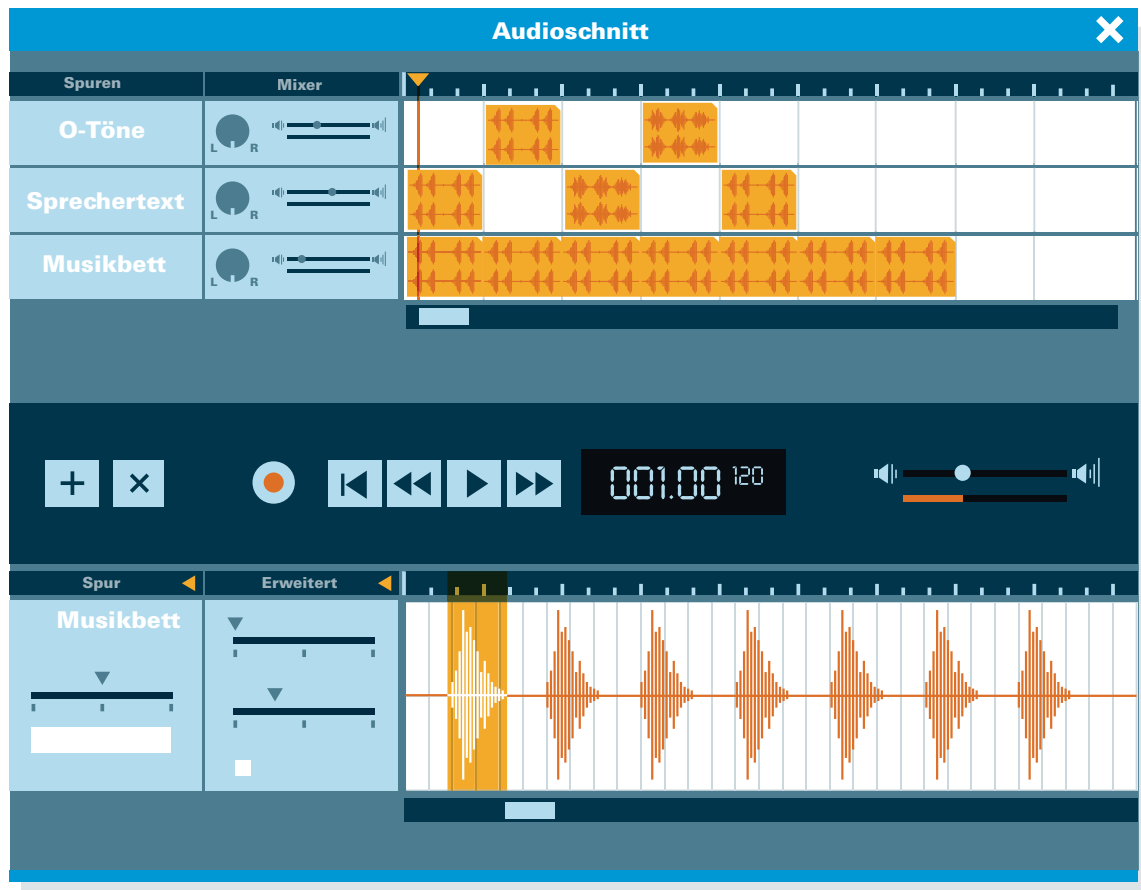 Audioschnitt
Spuren Mixer
O-Töne
L R
Sprechertext
L R
Musikbett
L R
001.00 120
Spur Erweitert
Musikbett